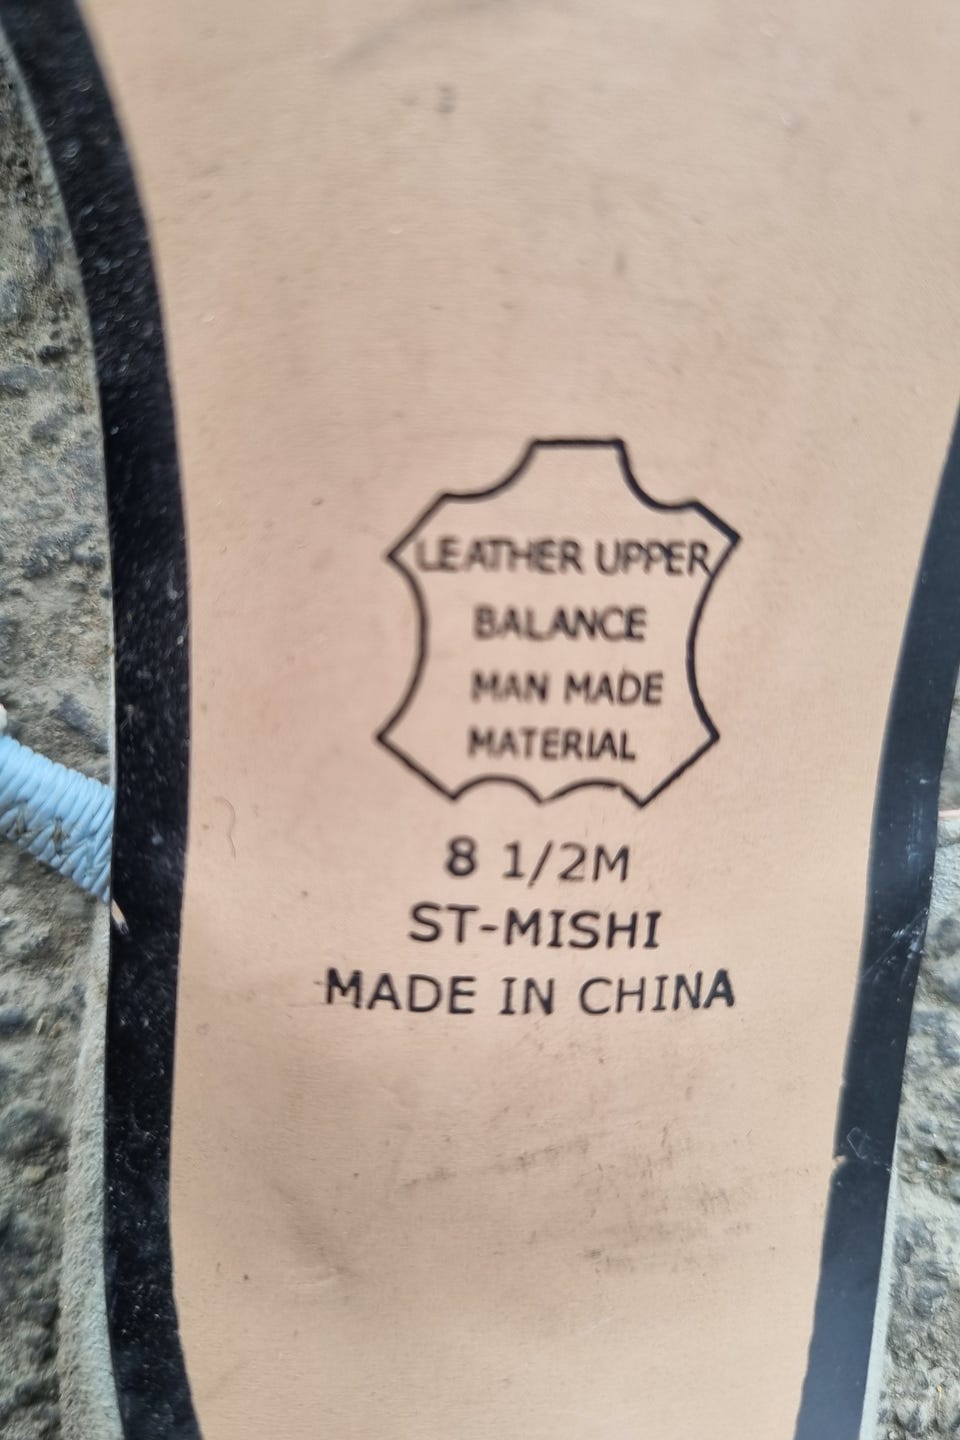 LEATHER UPPER
BALANCE
MAN MADE
MATERIAL
8 1/2M
ST-MISHI
MADE IN CHINA